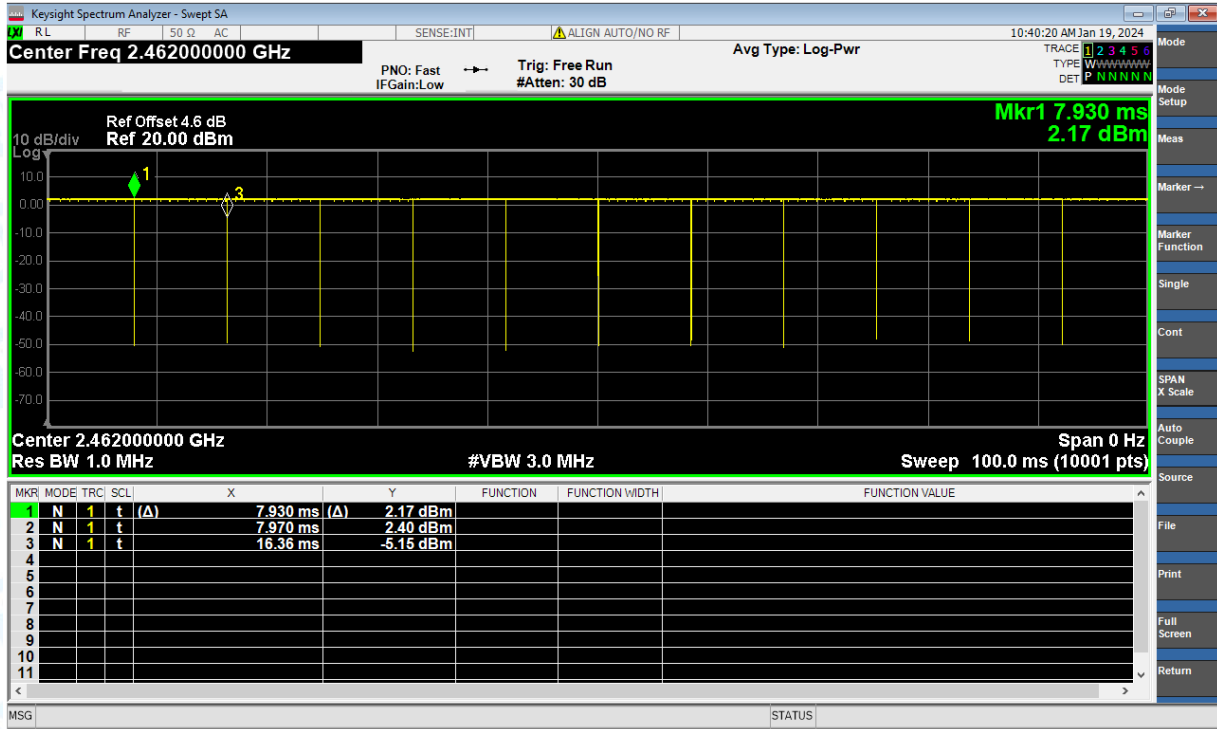 Keysight Spectrum Analyzer - Swept SA
LXI RL RF 50 Ω AC SENSE:INT ALIGN AUTO/NO RF 10:40:20 AM Jan 19, 2024
Center Freq 2.462000000 GHz
PNO: Fast
IFGain:Low
Trig: Free Run
#Atten: 30 dB
Avg Type: Log-Pwr
TRACE 1 2 3 4 5 6
TYPE WWWWWWW
DET P N N N N N
Mkr1 7.930 ms
2.17 dBm
Ref Offset 4.6 dB
10 dB/div Ref 20.00 dBm
Log
1
3
10.0
0.00
-10.0
-20.0
-30.0
-40.0
-50.0
-60.0
-70.0
Center 2.462000000 GHz Span 0 Hz
Res BW 1.0 MHz #VBW 3.0 MHz Sweep 100.0 ms (10001 pts)
MKR MODE TRC SCL X Y FUNCTION FUNCTION WIDTH FUNCTION VALUE
1 N 1 t (Δ) 7.930 ms (Δ) 2.17 dBm
2 N 1 t 7.970 ms 2.40 dBm
3 N 1 t 16.36 ms -5.15 dBm
4
5
6
7
8
9
10
11
MSG STATUS
Mode
Mode
Setup
Meas
Marker→
Marker
Function
Single
Cont
SPAN
X Scale
Auto
Couple
Source
File
Print
Full
Screen
Return